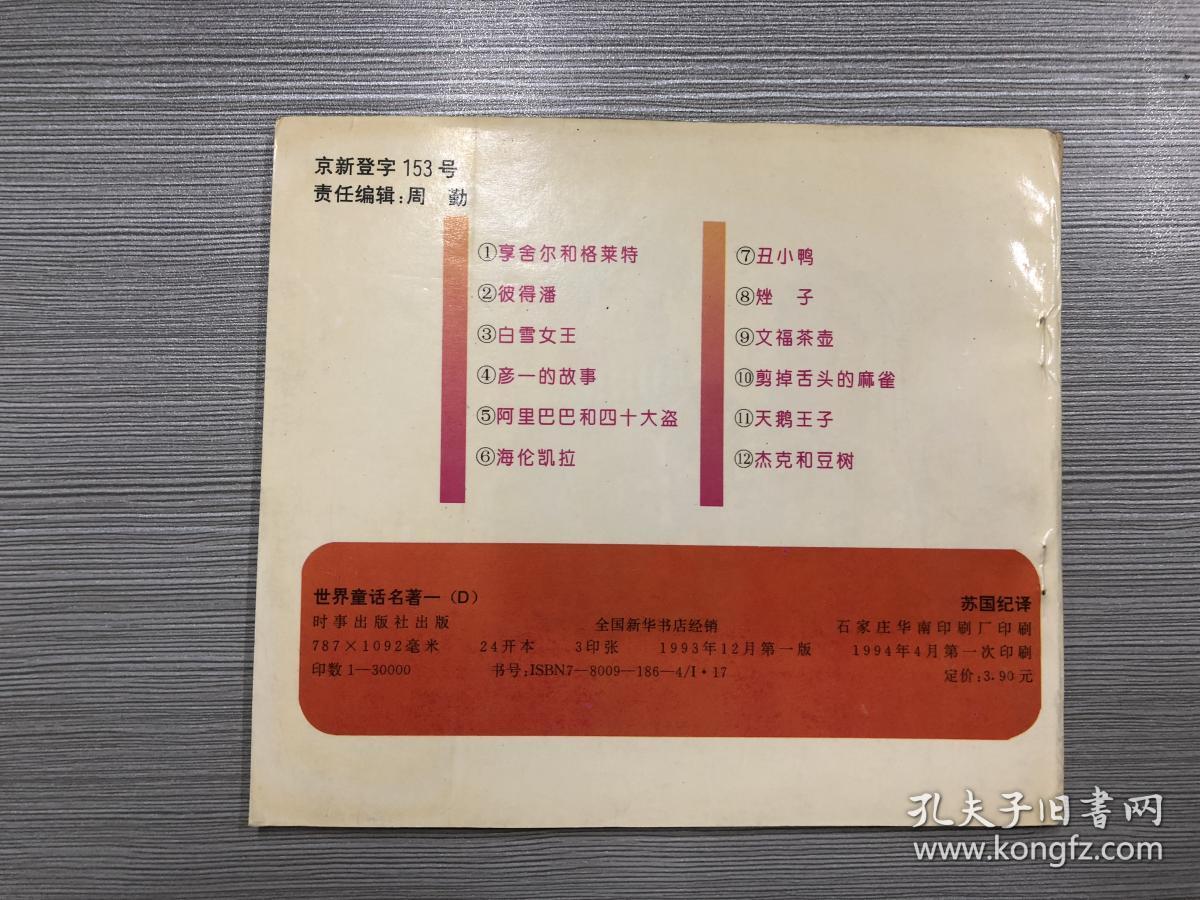 京新登字 153 号
责任编辑：周　勤
①享舍尔和格莱特
②彼得潘
③白雪女王
④彦一的故事
⑤阿里巴巴和四十大盗
⑥海伦凯拉
⑦丑小鸭
⑧矬　子
⑨文福茶壶
⑩剪掉舌头的麻雀
⑪天鹅王子
⑫杰克和豆树
世界童话名著一（D） 苏国纪译
时事出版社出版 全国新华书店经销 石家庄华南印刷厂印刷
787×1092毫米 24开本 3印张 1993年12月第一版 1994年4月第一次印刷
印数 1—30000 书号：ISBN7—8009—186—4/I·17 定价：3.90元
孔夫子旧書网
www.kongfz.com